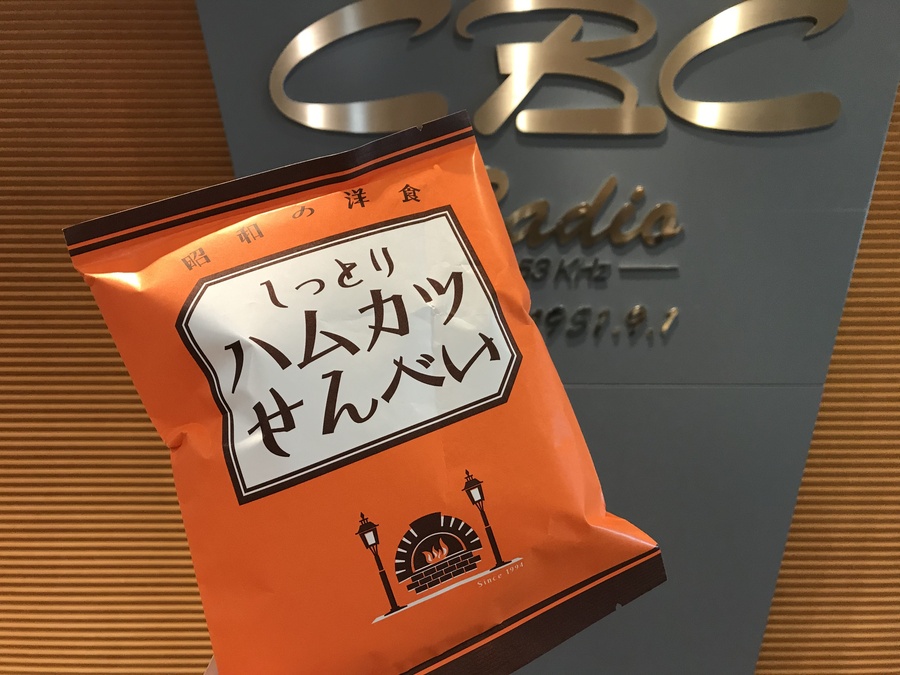 CBC
Radio
53 KHz
1991.9.1
昭和の洋食
しっとり
ハムカツ
せんべい
Since 1994